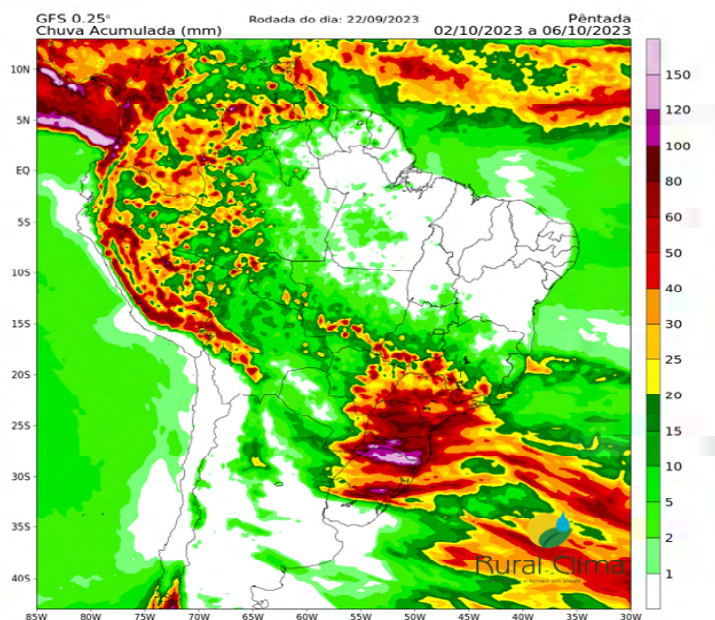 GFS 0.25° Rodada do dia: 22/09/2023 Pêntada
Chuva Acumulada (mm) 02/10/2023 a 06/10/2023
10N
5N
EQ
5S
10S
15S
20S
25S
30S
35S
40S
85W 80W 75W 70W 65W 60W 55W 50W 45W 40W 35W 30W
150
120
100
80
60
50
40
30
25
20
15
10
5
2
1
Rural Clima